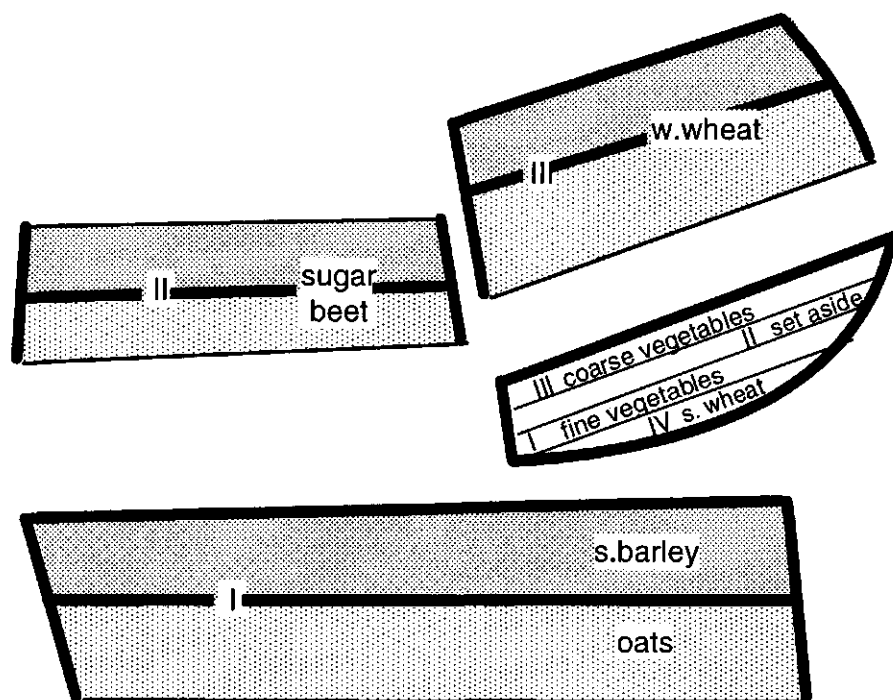 w.wheat
III
sugar
beet
II
III coarse vegetables
II set aside
I fine vegetables
IV s. wheat
s.barley
I
oats